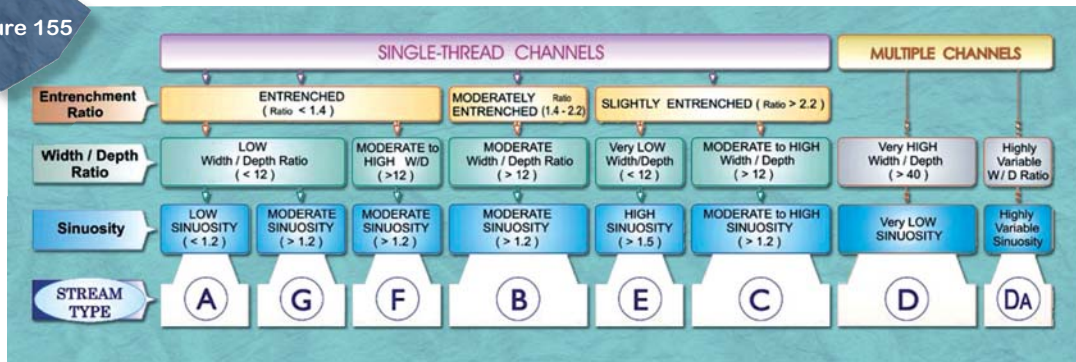 ure 155
SINGLE-THREAD CHANNELS
MULTIPLE CHANNELS
Entrenchment
Ratio
ENTRENCHED
( Ratio < 1.4 )
MODERATELY Ratio
ENTRENCHED (1.4 - 2.2)
SLIGHTLY ENTRENCHED ( Ratio > 2.2 )
Width / Depth
Ratio
LOW
Width / Depth Ratio
( < 12 )
MODERATE to
HIGH W/D
( >12 )
MODERATE
Width / Depth Ratio
( > 12 )
Very LOW
Width/Depth
( < 12 )
MODERATE to HIGH
Width / Depth
( > 12 )
Very HIGH
Width / Depth
( > 40 )
Highly
Variable
W / D Ratio
Sinuosity
LOW
SINUOSITY
( < 1.2 )
MODERATE
SINUOSITY
( > 1.2 )
MODERATE
SINUOSITY
( > 1.2 )
MODERATE
SINUOSITY
( > 1.2 )
HIGH
SINUOSITY
( > 1.5 )
MODERATE to HIGH
SINUOSITY
( > 1.2 )
Very LOW
SINUOSITY
Highly
Variable
Sinuosity
STREAM
TYPE
A
G
F
B
E
C
D
DA